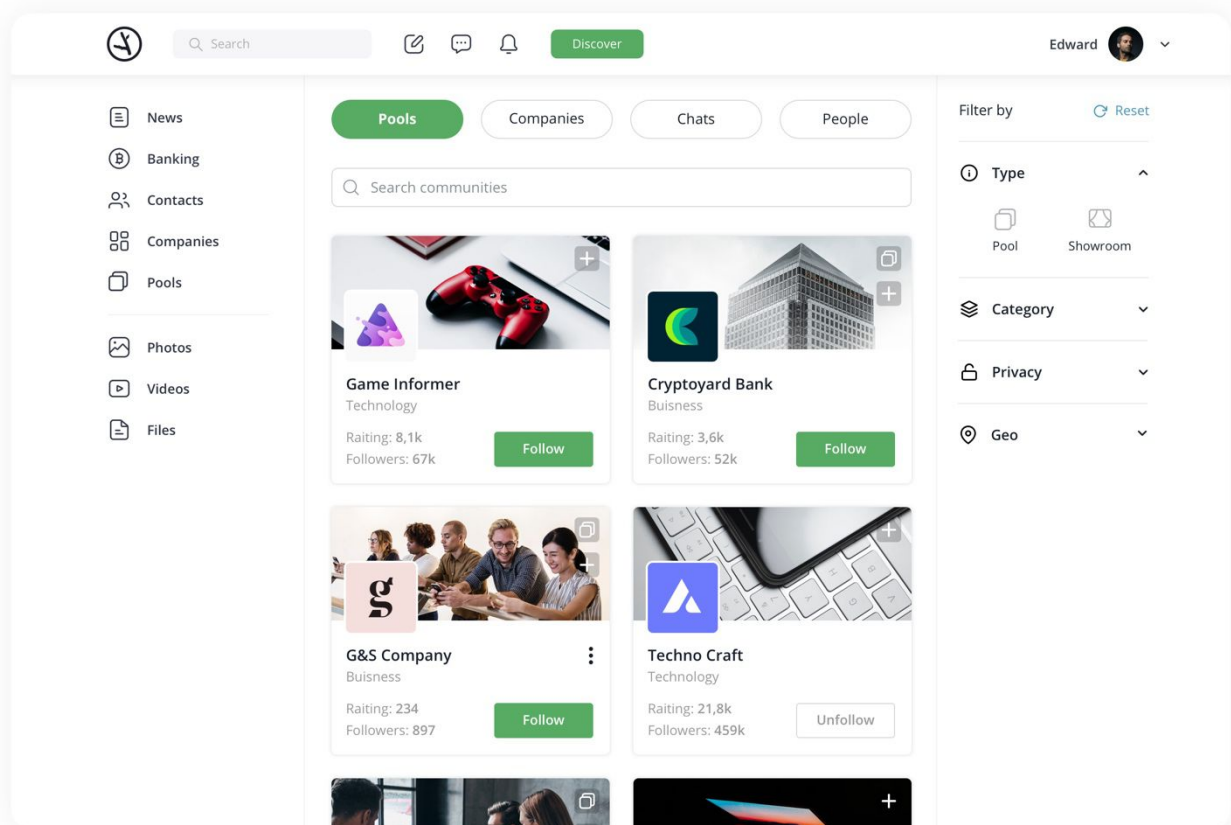 Search
Discover
Edward
News
Banking
Contacts
Companies
Pools
Photos
Videos
Files
Pools
Companies
Chats
People
Search communities
Game Informer
Technology
Raiting: 8,1k
Followers: 67k
Follow
Cryptoyard Bank
Buisness
Raiting: 3,6k
Followers: 52k
Follow
g
G&S Company
Buisness
Raiting: 234
Followers: 897
Follow
Techno Craft
Technology
Raiting: 21,8k
Followers: 459k
Unfollow
Filter by
Reset
Type
Pool
Showroom
Category
Privacy
Geo